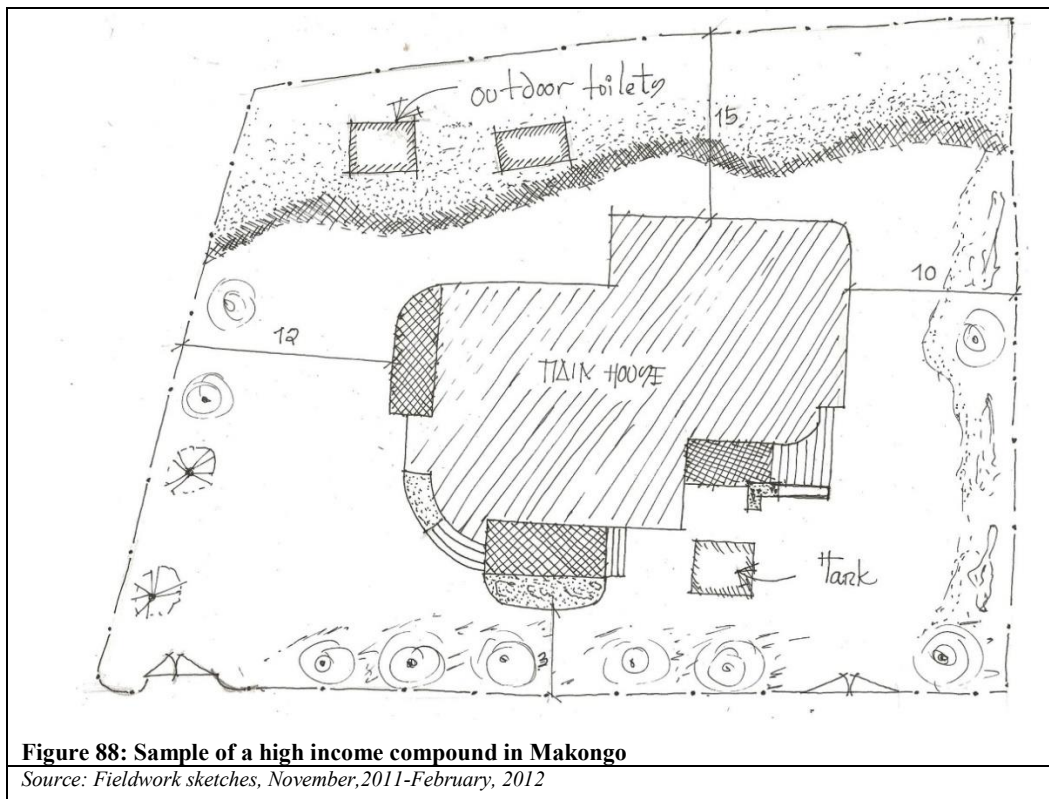 outdoor toilets
15
10
12
MAIN HOUSE
Tank
3
Figure 88: Sample of a high income compound in Makongo
Source: Fieldwork sketches, November,2011-February, 2012